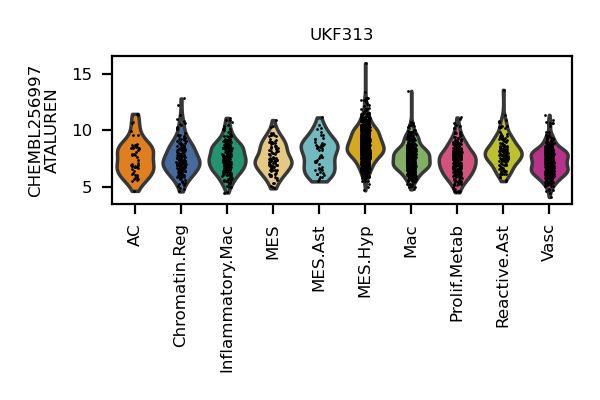 UKF313
CHEMBL256997
ATALUREN
15
10
5
AC
Chromatin.Reg
Inflammatory.Mac
MES
MES.Ast
MES.Hyp
Mac
Prolif.Metab
Reactive.Ast
Vasc